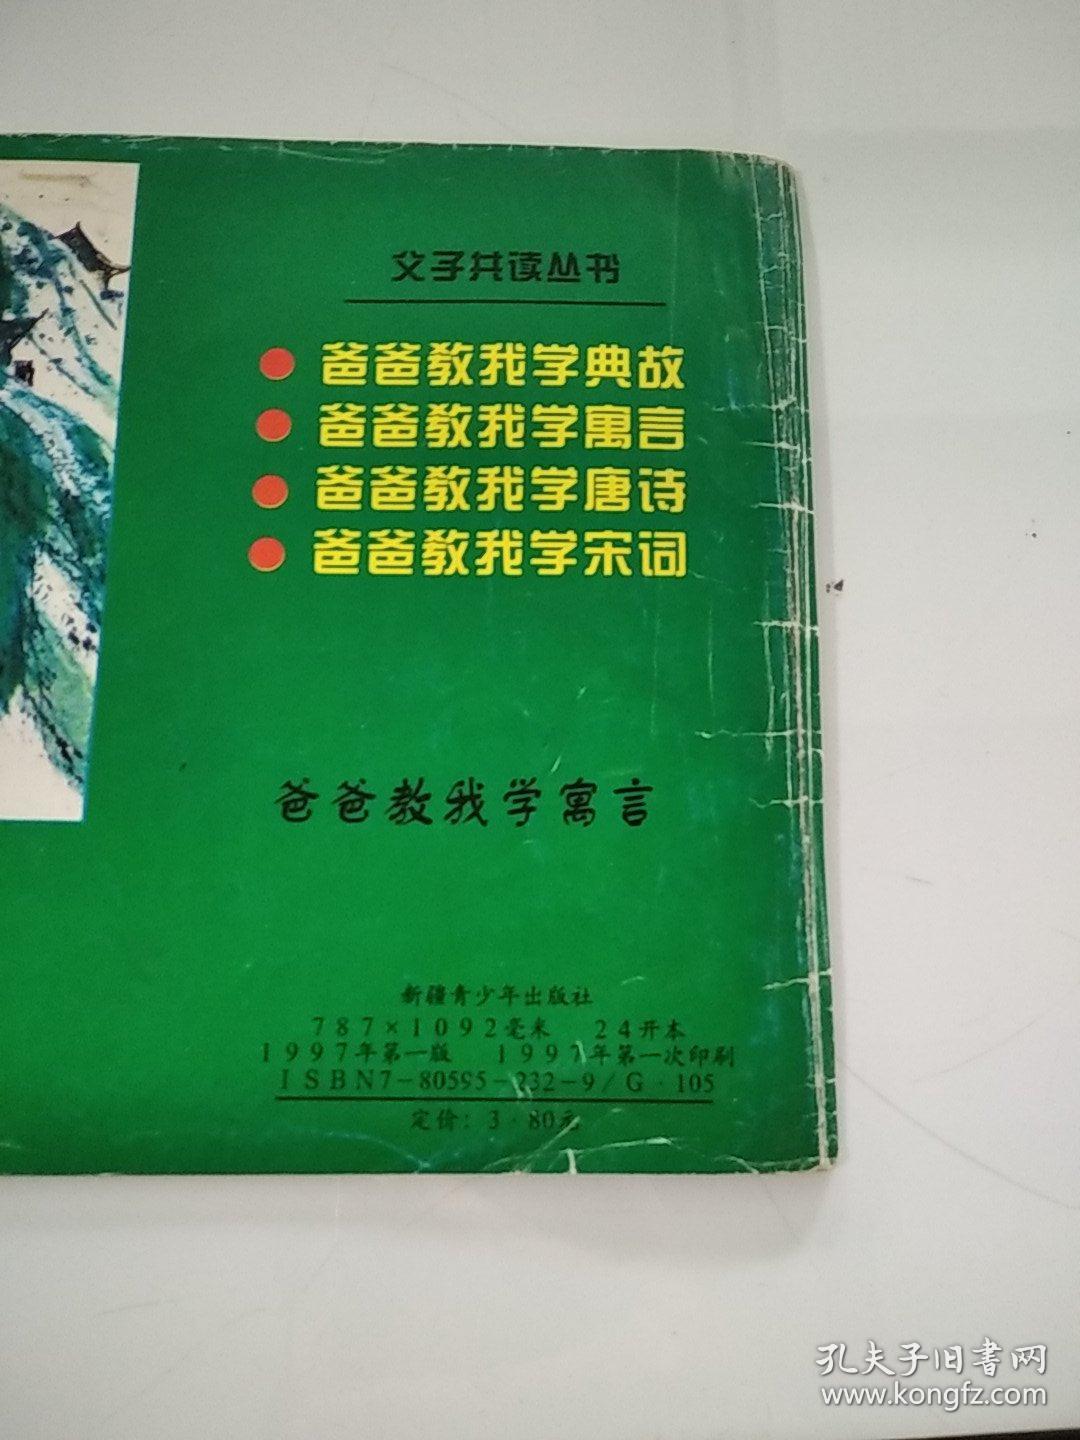 父子共读丛书
爸爸教我学典故
爸爸教我学寓言
爸爸教我学唐诗
爸爸教我学宋词
爸爸教我学寓言
新疆青少年出版社
787×1092毫米 24开本
1997年第一版 1997年第一次印刷
ISBN7-80595-232-9/G·105
定价：3·80元
孔夫子旧書网
www.kongfz.com